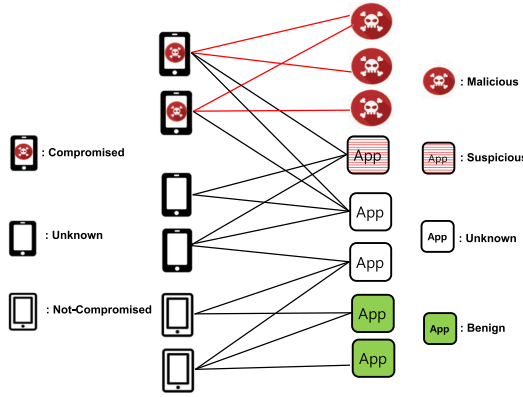 : Malicious
App
App : Suspicious
: Compromised
App
App : Unknown
: Unknown
App
: Not-Compromised
App
App : Benign
App